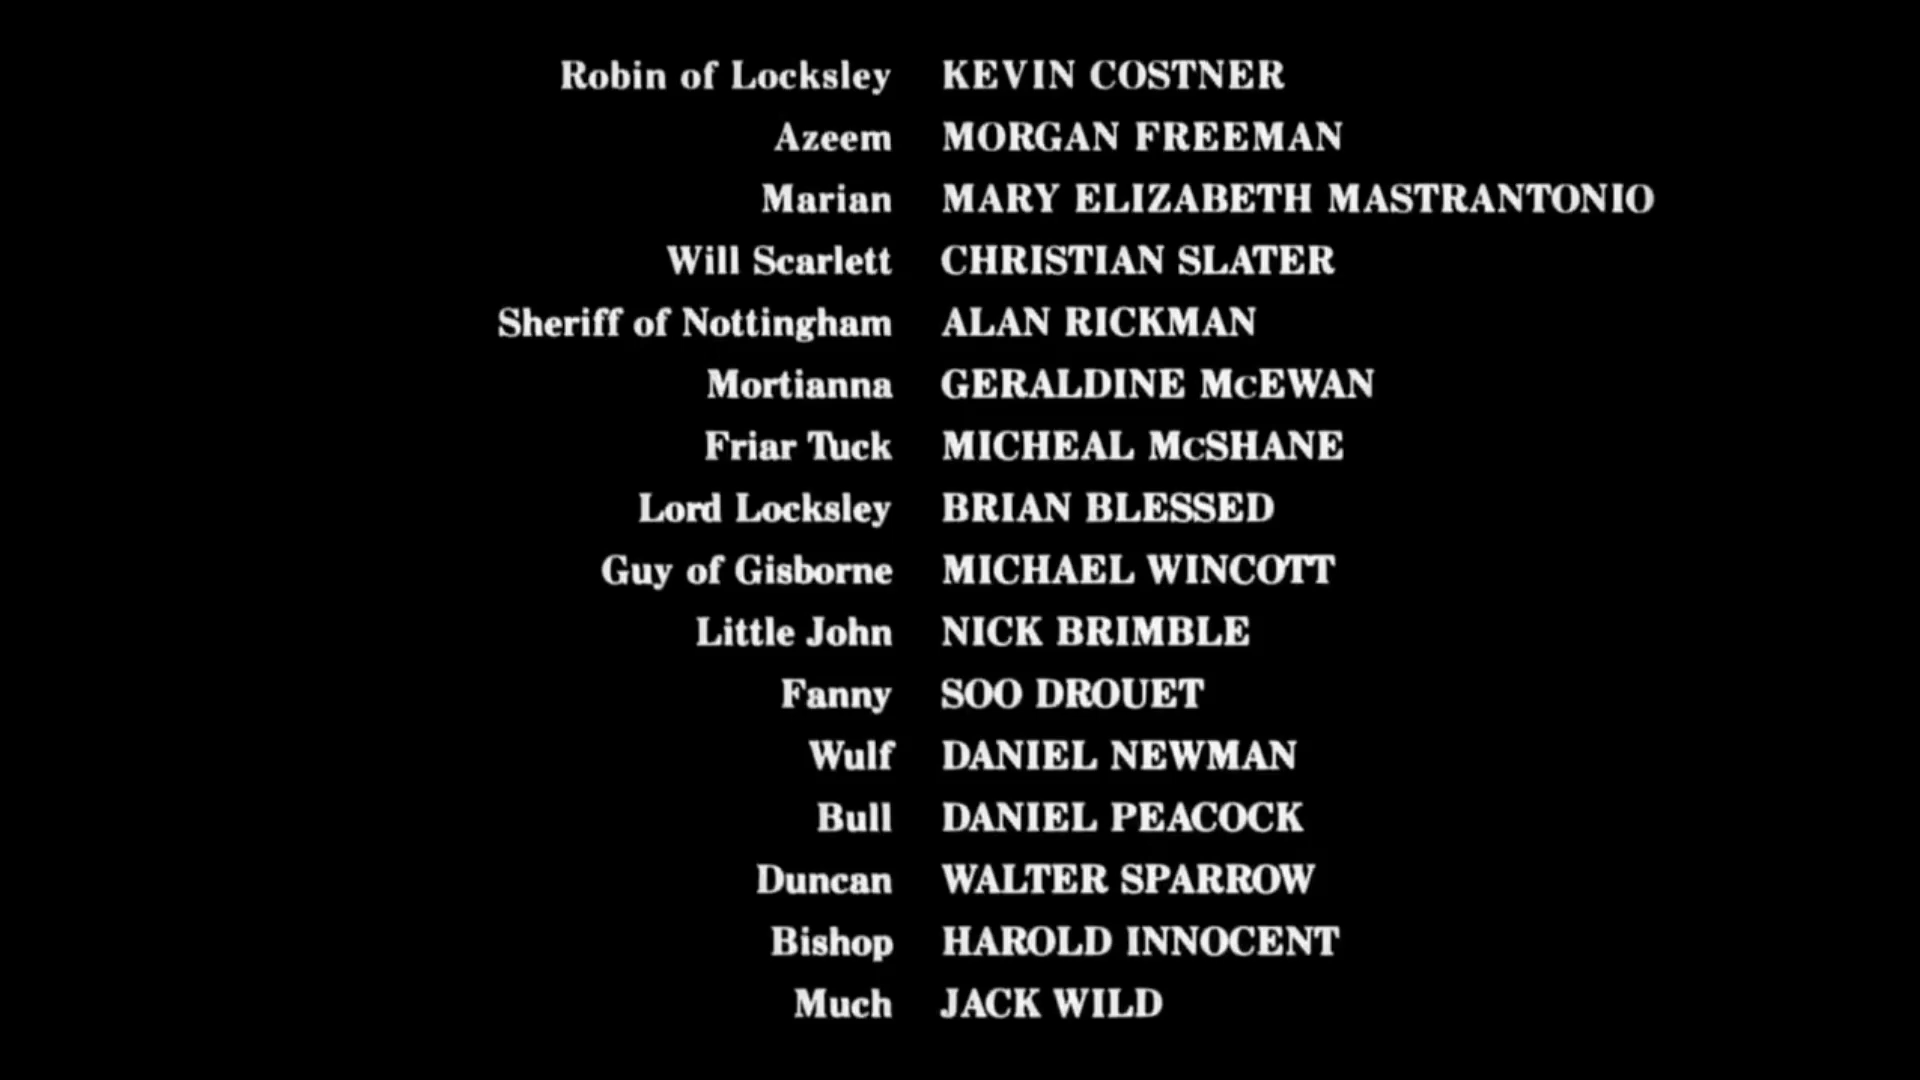 Robin of Locksley KEVIN COSTNER
Azeem MORGAN FREEMAN
Marian MARY ELIZABETH MASTRANTONIO
Will Scarlett CHRISTIAN SLATER
Sheriff of Nottingham ALAN RICKMAN
Mortianna GERALDINE McEWAN
Friar Tuck MICHEAL McSHANE
Lord Locksley BRIAN BLESSED
Guy of Gisborne MICHAEL WINCOTT
Little John NICK BRIMBLE
Fanny SOO DROUET
Wulf DANIEL NEWMAN
Bull DANIEL PEACOCK
Duncan WALTER SPARROW
Bishop HAROLD INNOCENT
Much JACK WILD